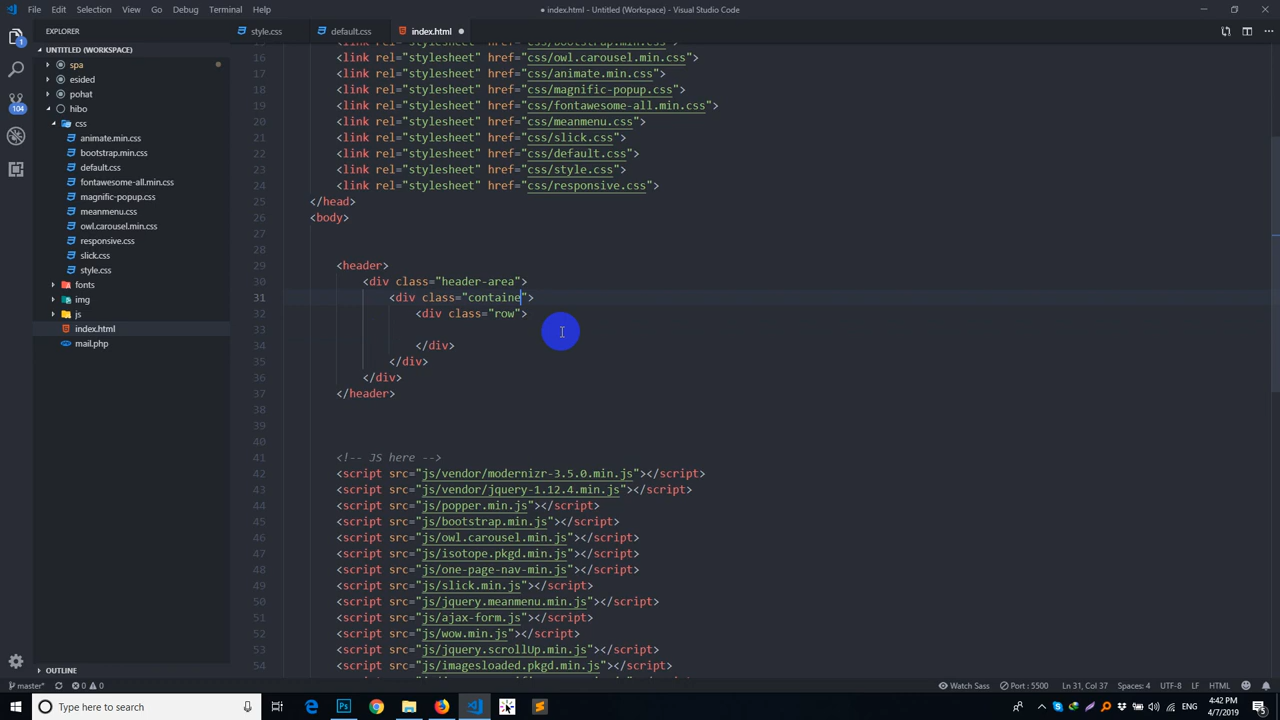 File Edit Selection View Go Debug Terminal Help
● index.html - Untitled (Workspace) - Visual Studio Code
EXPLORER
style.css default.css index.html ●
UNTITLED (WORKSPACE)
spa
esided
pohat
hibo
css
animate.min.css
bootstrap.min.css
default.css
fontawesome-all.min.css
magnific-popup.css
meanmenu.css
owl.carousel.min.css
responsive.css
slick.css
style.css
fonts
img
js
index.html
mail.php
OUTLINE
1
104
15 <link rel="stylesheet" href="css/bootstrap.min.css">
16 <link rel="stylesheet" href="css/owl.carousel.min.css">
17 <link rel="stylesheet" href="css/animate.min.css">
18 <link rel="stylesheet" href="css/magnific-popup.css">
19 <link rel="stylesheet" href="css/fontawesome-all.min.css">
20 <link rel="stylesheet" href="css/meanmenu.css">
21 <link rel="stylesheet" href="css/slick.css">
22 <link rel="stylesheet" href="css/default.css">
23 <link rel="stylesheet" href="css/style.css">
24 <link rel="stylesheet" href="css/responsive.css">
25 </head>
26 <body>
27
28
29 <header>
30 <div class="header-area">
31 <div class="containe">
32 <div class="row">
33
34 </div>
35 </div>
36 </div>
37 </header>
38
39
40
41 <!-- JS here -->
42 <script src="js/vendor/modernizr-3.5.0.min.js"></script>
43 <script src="js/vendor/jquery-1.12.4.min.js"></script>
44 <script src="js/popper.min.js"></script>
45 <script src="js/bootstrap.min.js"></script>
46 <script src="js/owl.carousel.min.js"></script>
47 <script src="js/isotope.pkgd.min.js"></script>
48 <script src="js/one-page-nav-min.js"></script>
49 <script src="js/slick.min.js"></script>
50 <script src="js/jquery.meanmenu.min.js"></script>
51 <script src="js/ajax-form.js"></script>
52 <script src="js/wow.min.js"></script>
53 <script src="js/jquery.scrollUp.min.js"></script>
54 <script src="js/imagesloaded.pkgd.min.js"></script>
master* 0 0 Watch Sass Port : 5500 Ln 31, Col 37 Spaces: 4 UTF-8 LF HTML
Type here to search
4:42 PM
4/7/2019